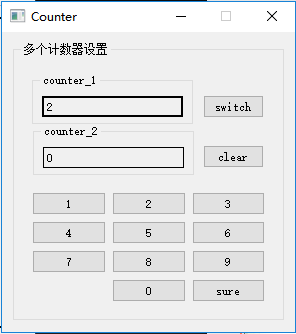 Counter
多个计数器设置
counter_1
2
switch
counter_2
0
clear
1 2 3
4 5 6
7 8 9
0 sure